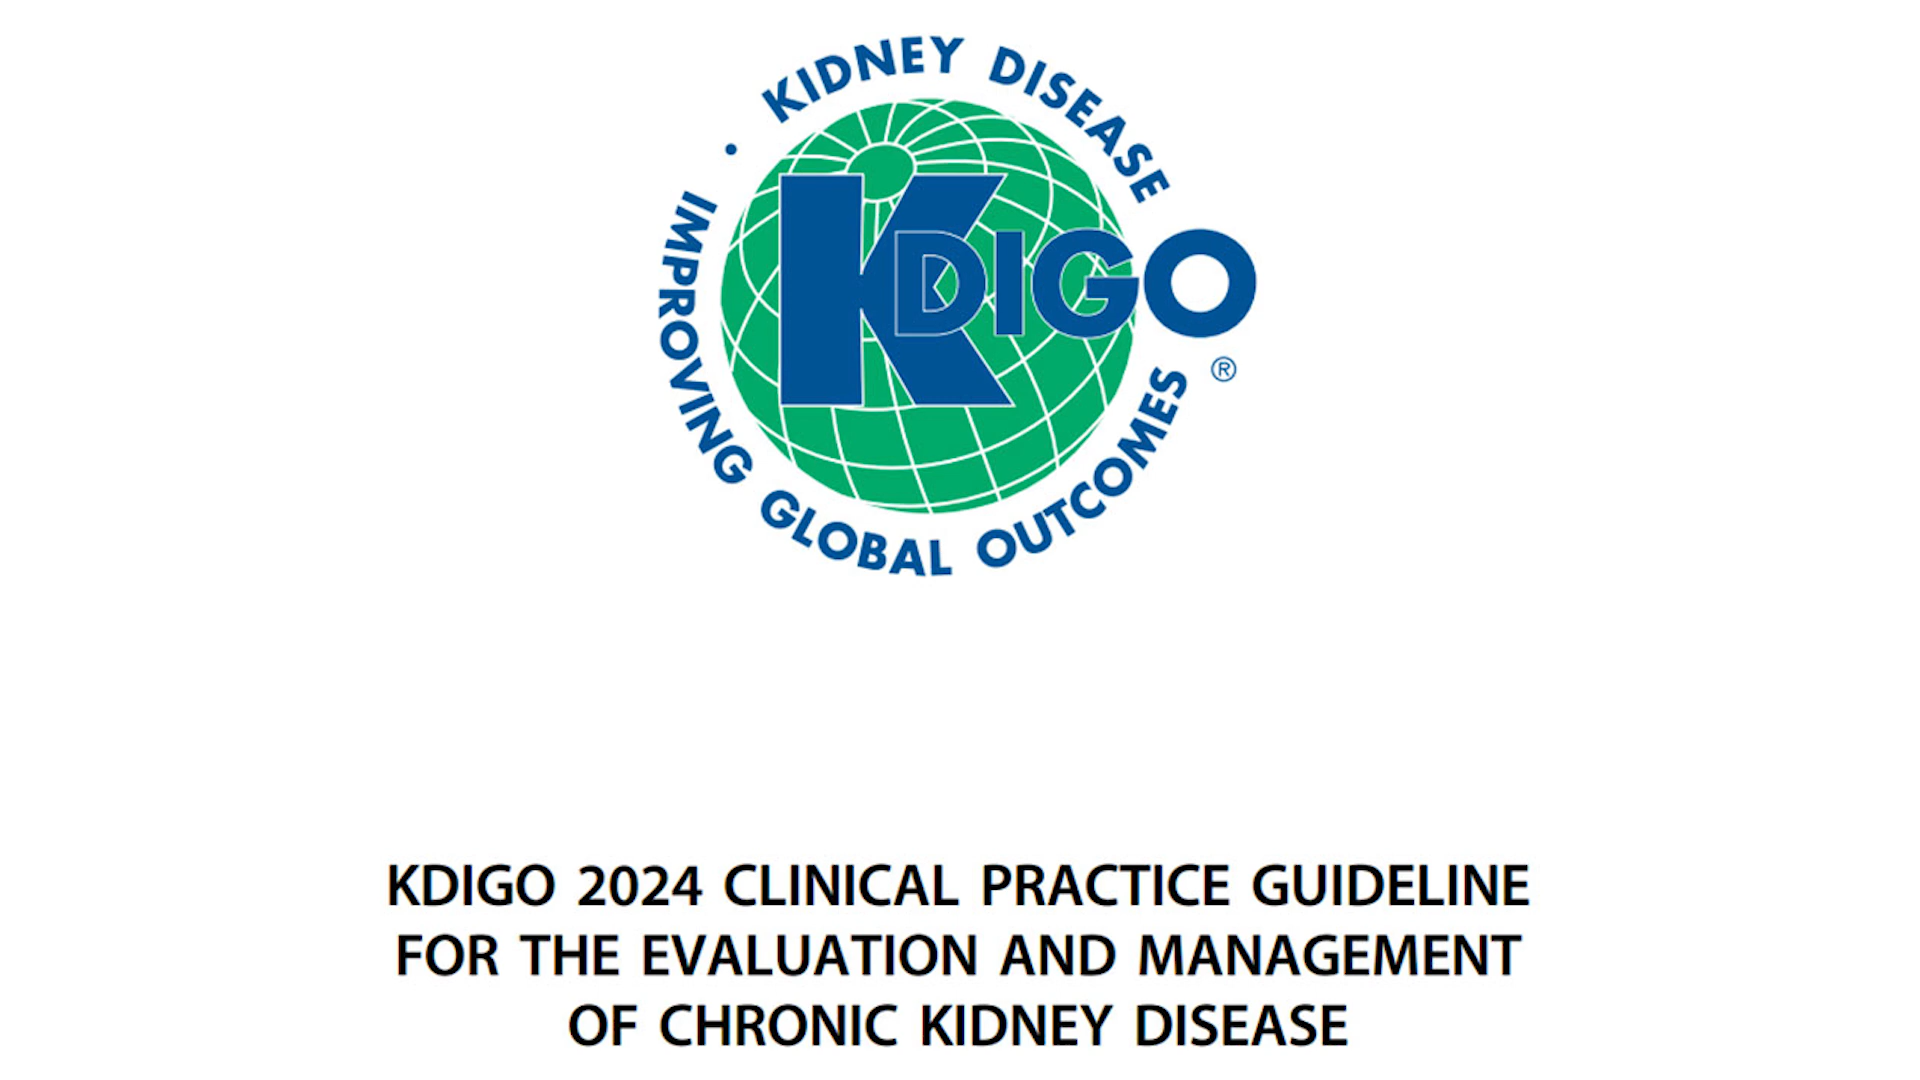 · KIDNEY DISEASE
IMPROVING GLOBAL OUTCOMES
KDIGO
®
KDIGO 2024 CLINICAL PRACTICE GUIDELINE
FOR THE EVALUATION AND MANAGEMENT
OF CHRONIC KIDNEY DISEASE